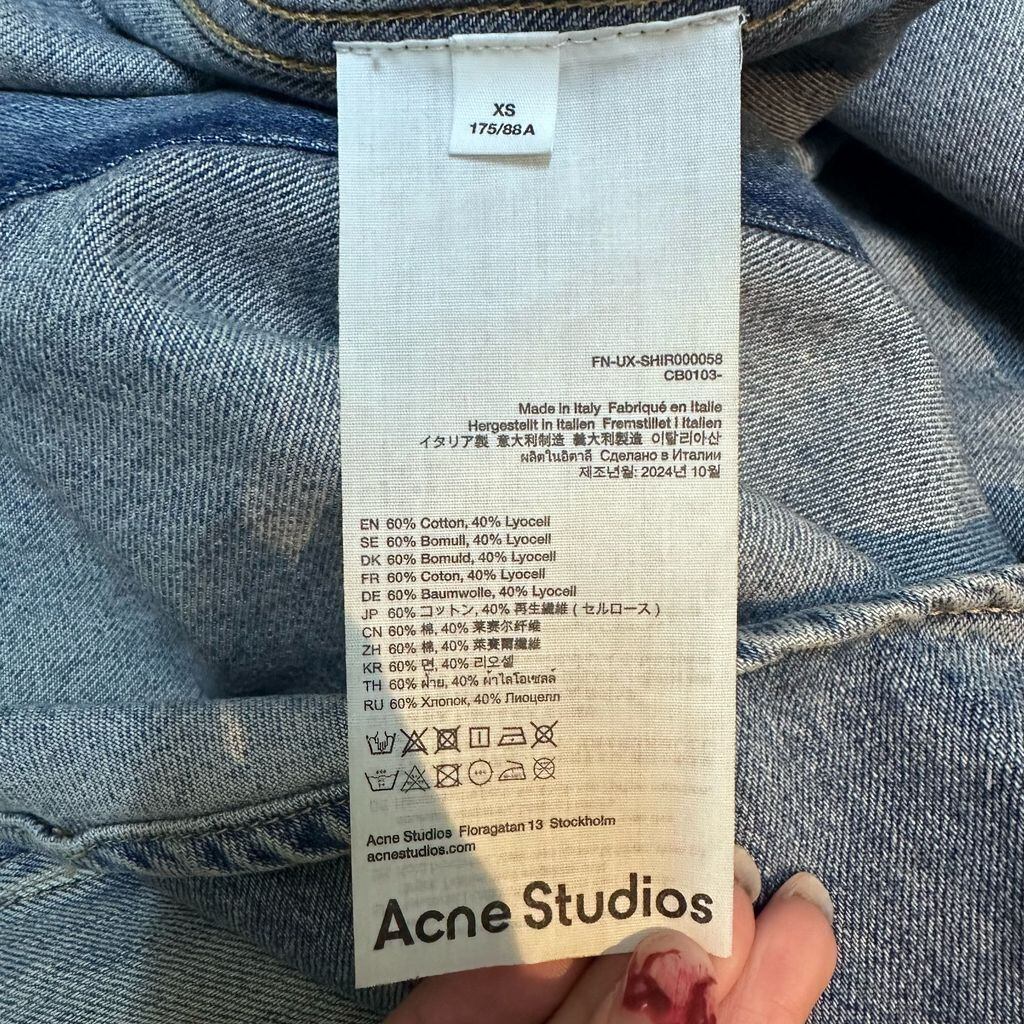 XS
175/88A
FN-UX-SHIR000058
CB0103-
Made in Italy Fabriqué en Italie
Hergestellt in Italien Fremstillet i Italien
イタリア製 意大利制造 義大利製造 이탈리아산
ผลิตในอิตาลี Сделано в Италии
제조년월: 2024년 10월
EN 60% Cotton, 40% Lyocell
SE 60% Bomull, 40% Lyocell
DK 60% Bomuld, 40% Lyocell
FR 60% Coton, 40% Lyocell
DE 60% Baumwolle, 40% Lyocell
JP 60% コットン, 40% 再生繊維 ( セルロース )
CN 60% 棉, 40% 莱赛尔纤维
ZH 60% 棉, 40% 萊賽爾纖維
KR 60% 면, 40% 리오셀
TH 60% ฝ้าย, 40% ผ้าไลโอเซลล์
RU 60% Хлопок, 40% Лиоцелл
Acne Studios Floragatan 13 Stockholm
acnestudios.com
Acne Studios